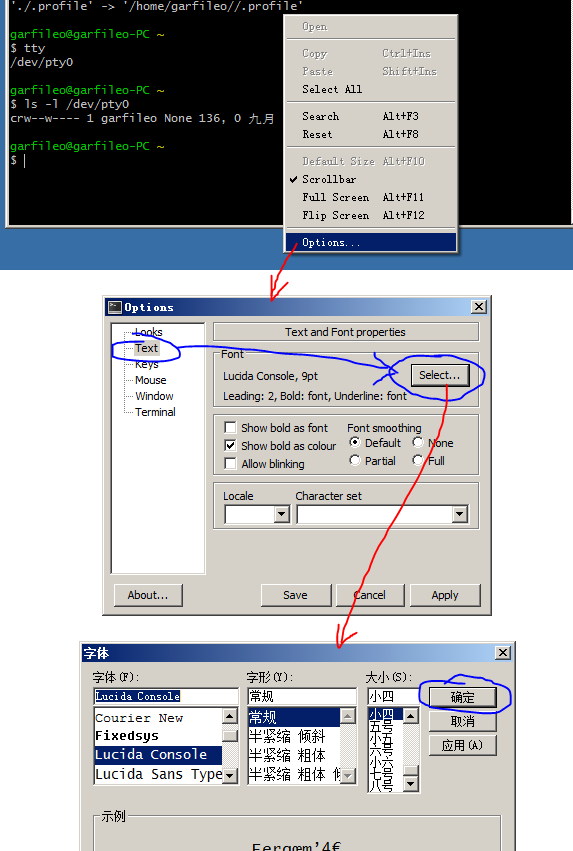 './.profile' -> '/home/garfileo//.profile'
garfileo@garfileo-PC ~
$ tty
/dev/pty0
garfileo@garfileo-PC ~
$ ls -l /dev/pty0
crw--w---- 1 garfileo None 136, 0 九月
garfileo@garfileo-PC ~
$
Open
Copy Ctrl+Ins
Paste Shift+Ins
Select All
Search Alt+F3
Reset Alt+F8
Default Size Alt+F10
Scrollbar
Full Screen Alt+F11
Flip Screen Alt+F12
Options...
Options
Looks
Text
Keys
Mouse
Window
Terminal
Text and Font properties
Font
Lucida Console, 9pt
Select...
Leading: 2, Bold: font, Underline: font
Show bold as font
Show bold as colour
Allow blinking
Font smoothing
Default None
Partial Full
Locale Character set
About... Save Cancel Apply
字体
字体(F): 字形(Y): 大小(S):
Lucida Console 常规 小四 确定
Courier New
Fixedsys
Lucida Console
Lucida Sans Type
常规
半紧缩 倾斜
半紧缩 粗体
半紧缩 粗体
小四
五号
小五
六号
小六
七号
八号
取消
应用(A)
示例